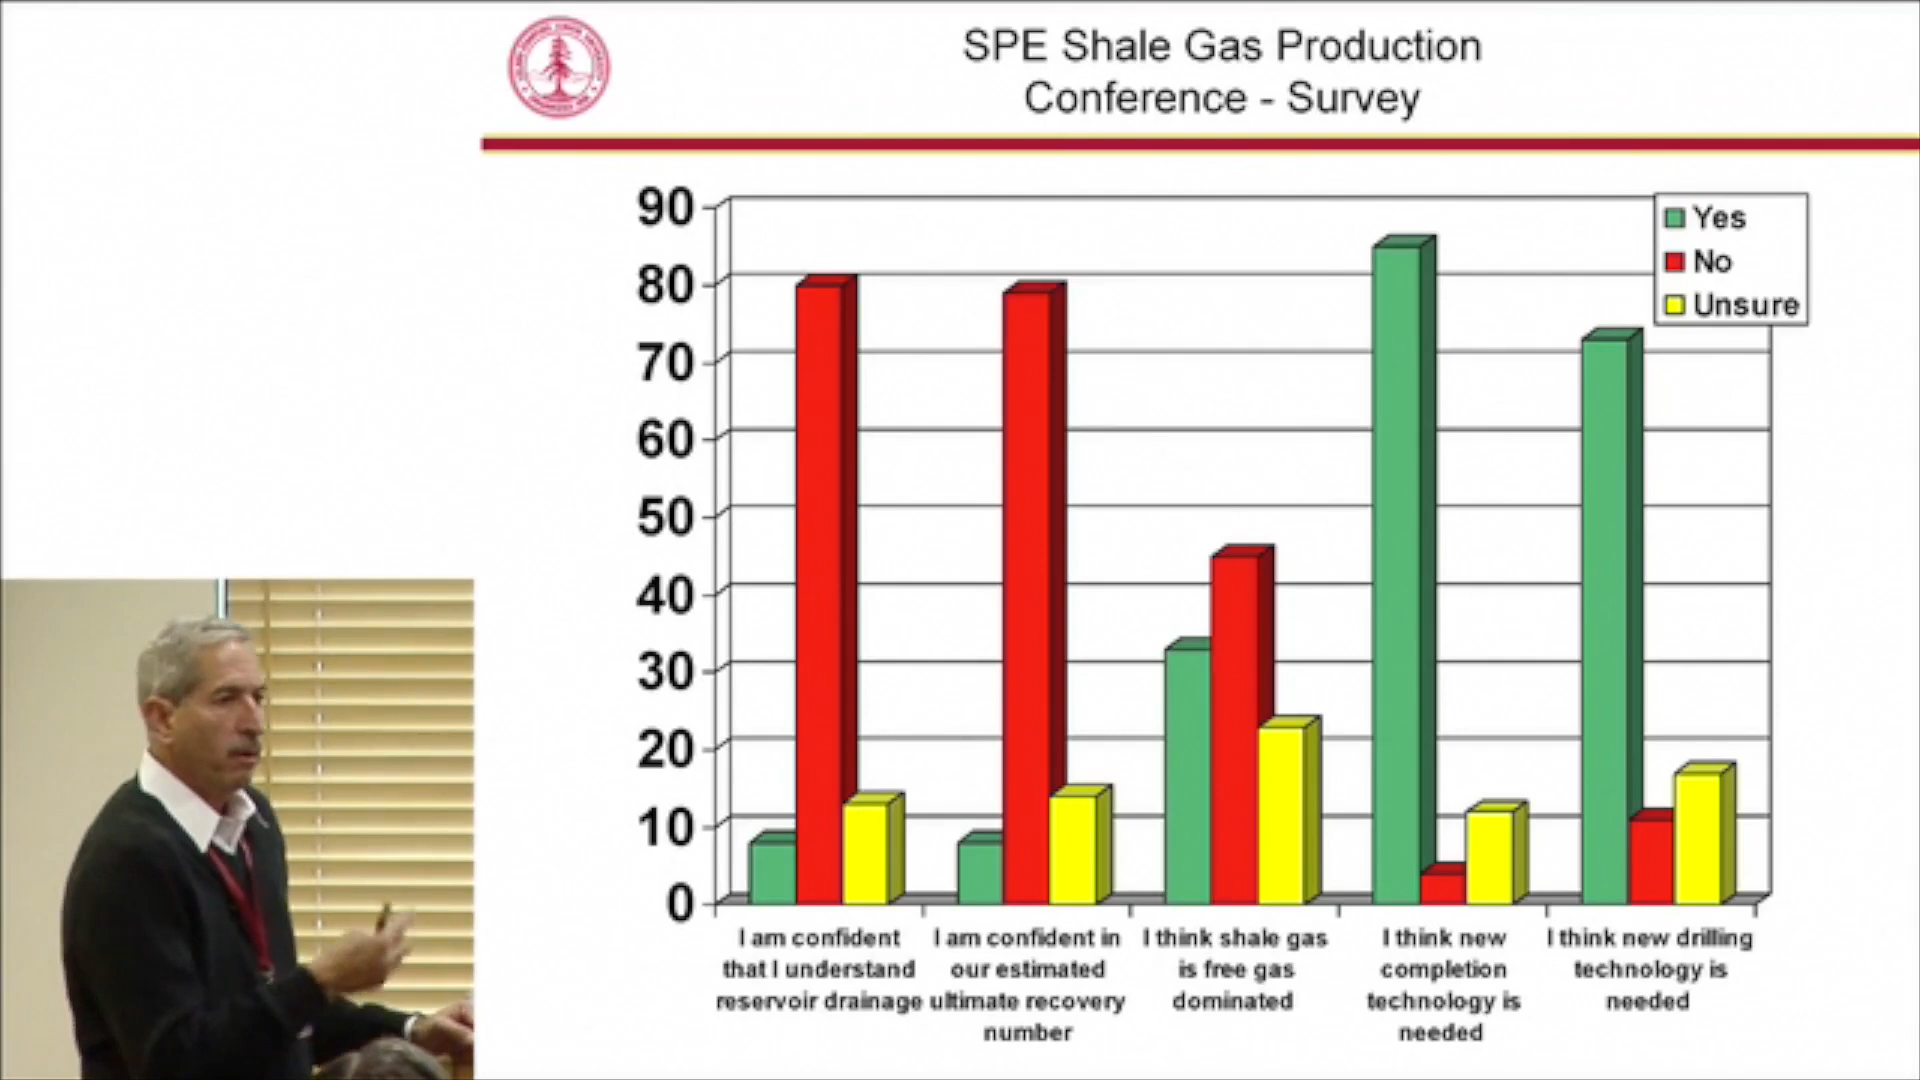 SPE Shale Gas Production
Conference - Survey
90
80
70
60
50
40
30
20
10
0
Yes
No
Unsure
I am confident
that I understand
reservoir drainage
I am confident in
our estimated
ultimate recovery
number
I think shale gas
is free gas
dominated
I think new
completion
technology is
needed
I think new drilling
technology is
needed